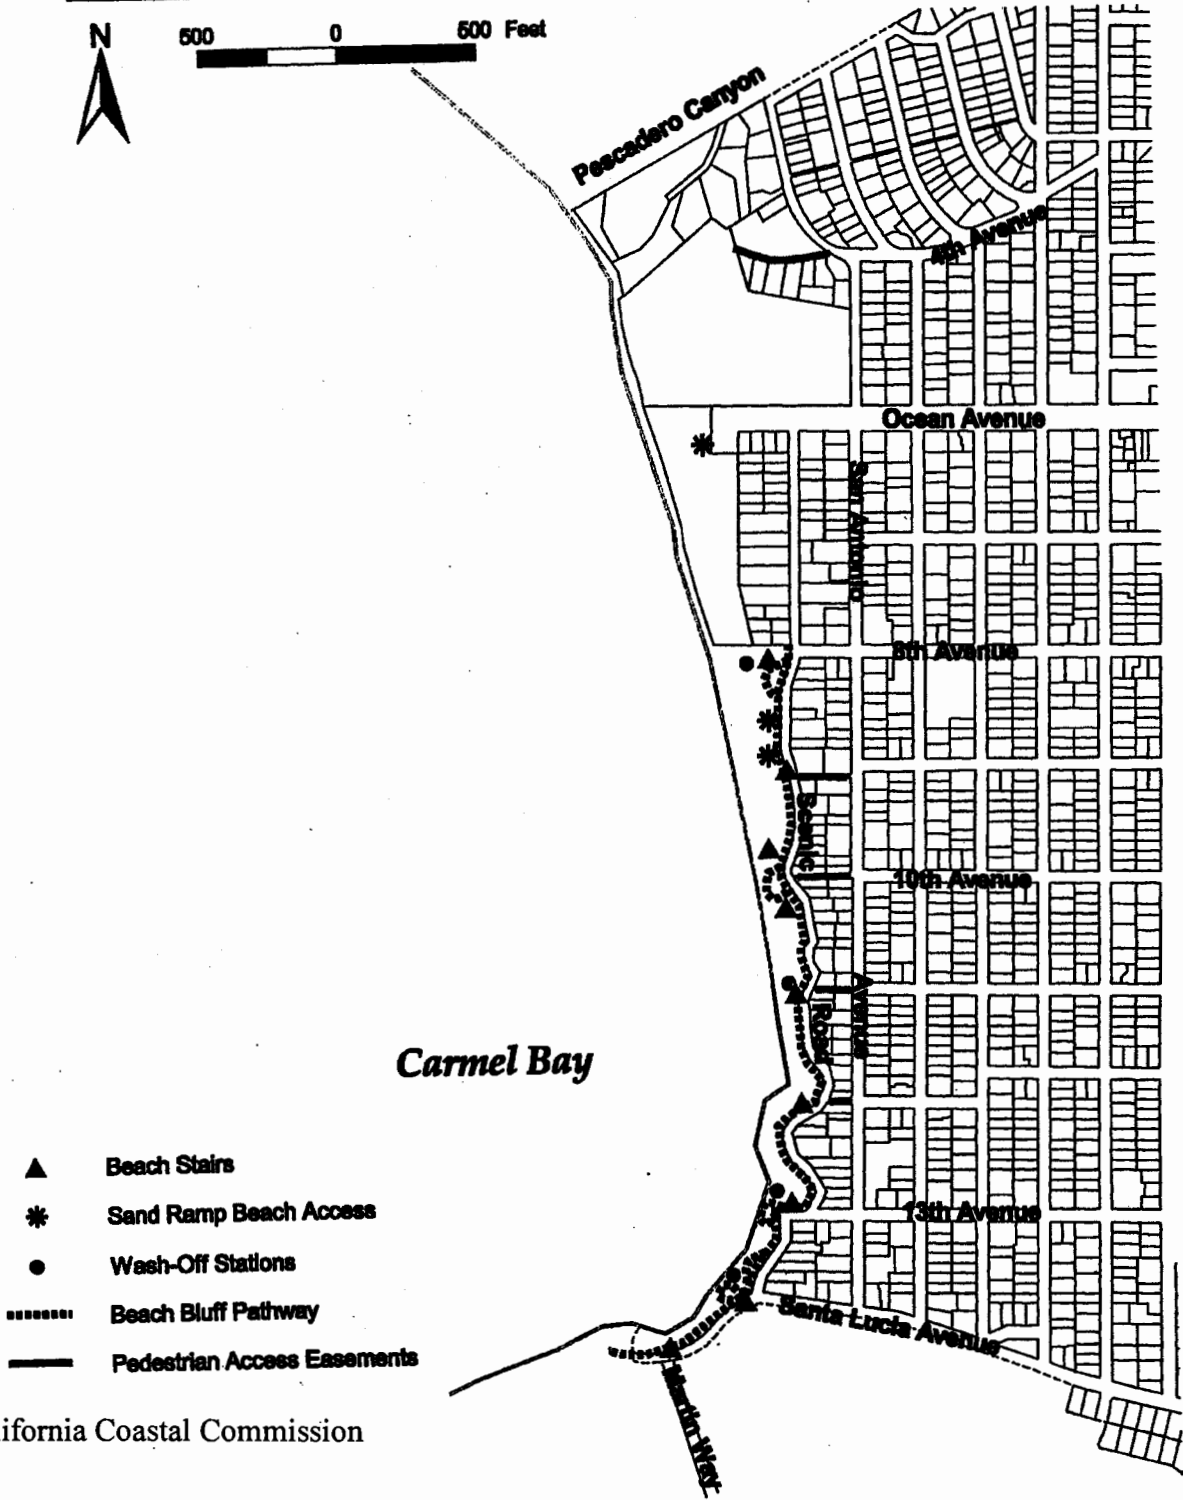 N
500 0 500 Feet
Pescadero Canyon
4th Avenue
Ocean Avenue
San Antonio
8th Avenue
Scenic
10th Avenue
Avenue
Road
Carmel Bay
Beach Stairs
Sand Ramp Beach Access
13th Avenue
Wash-Off Stations
Beach Bluff Pathway
Santa Lucia Avenue
Pedestrian Access Easements
Martin Way
lifornia Coastal Commission